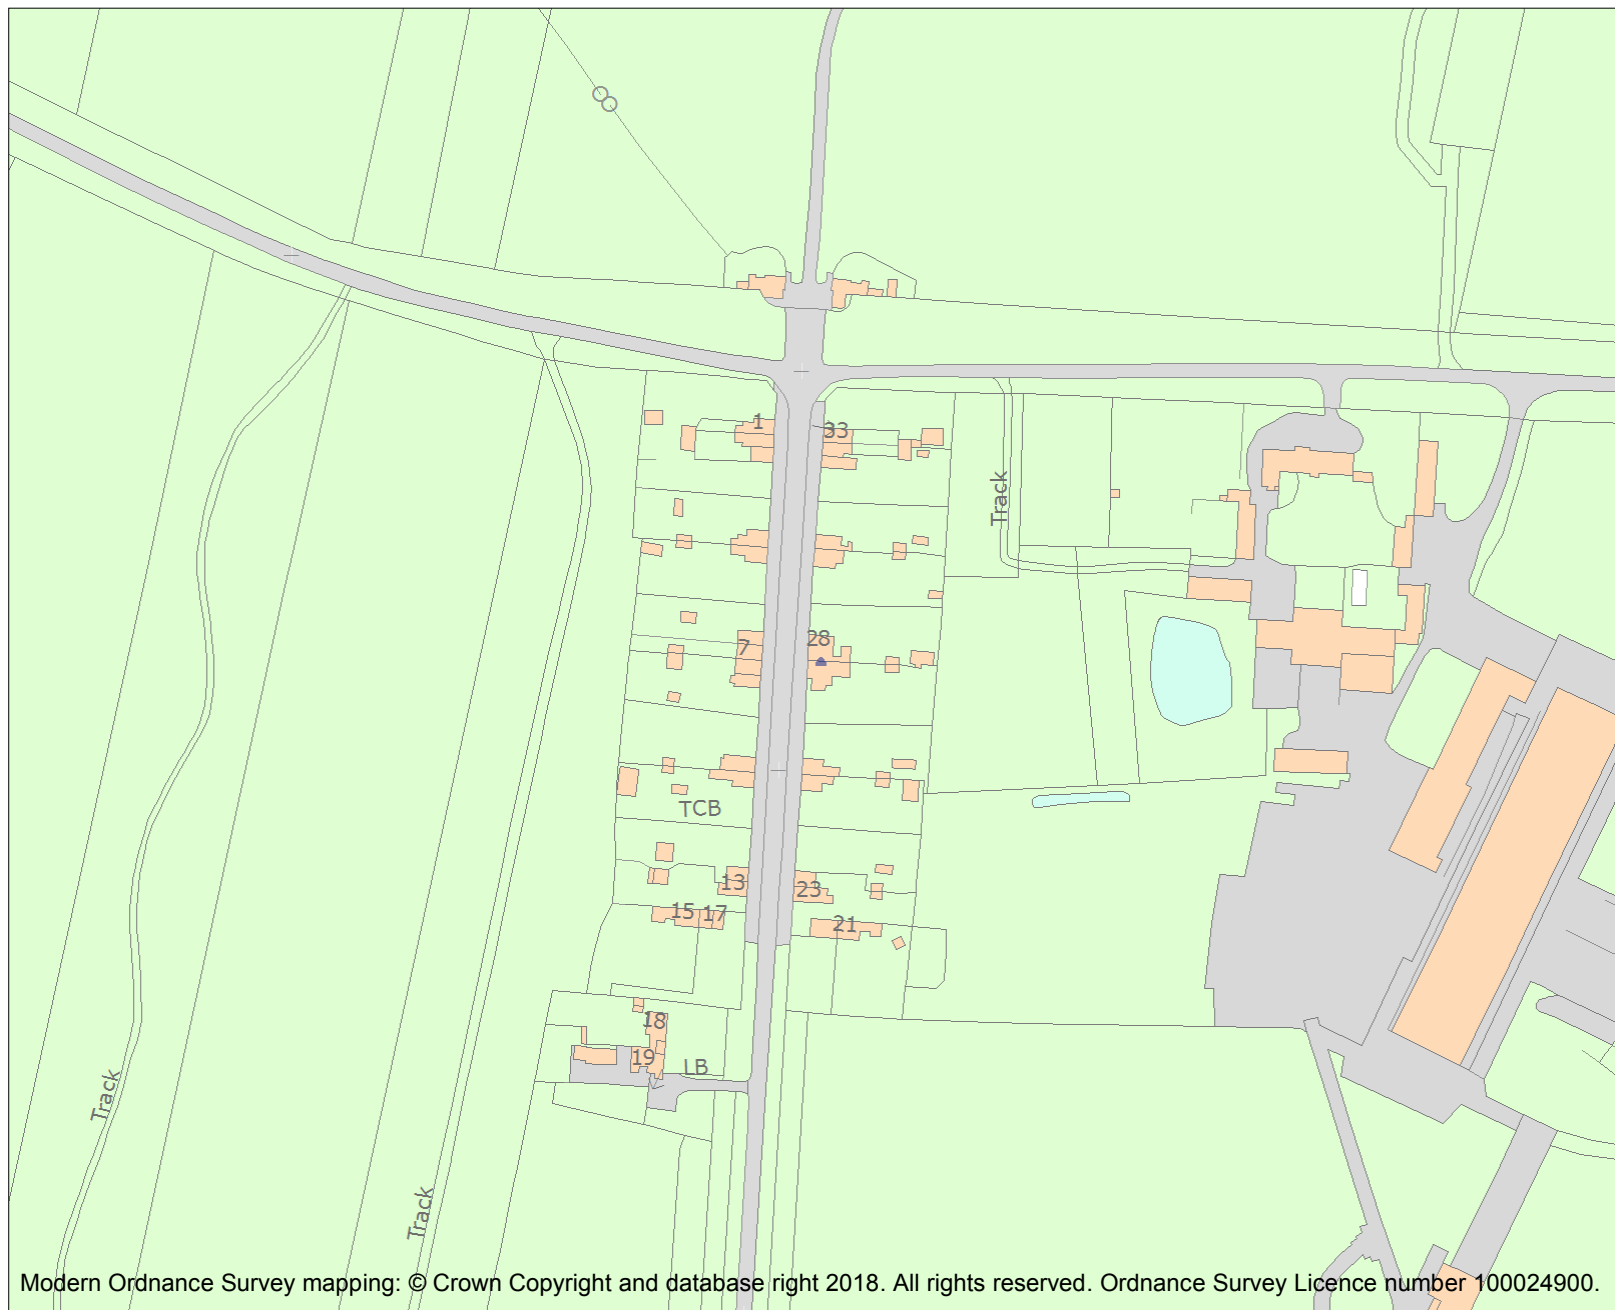 1
33
Track
28
7
TCB
13
23
15 17
21
18
19
LB
Track
Track
Modern Ordnance Survey mapping: © Crown Copyright and database right 2018. All rights reserved. Ordnance Survey Licence number 100024900.